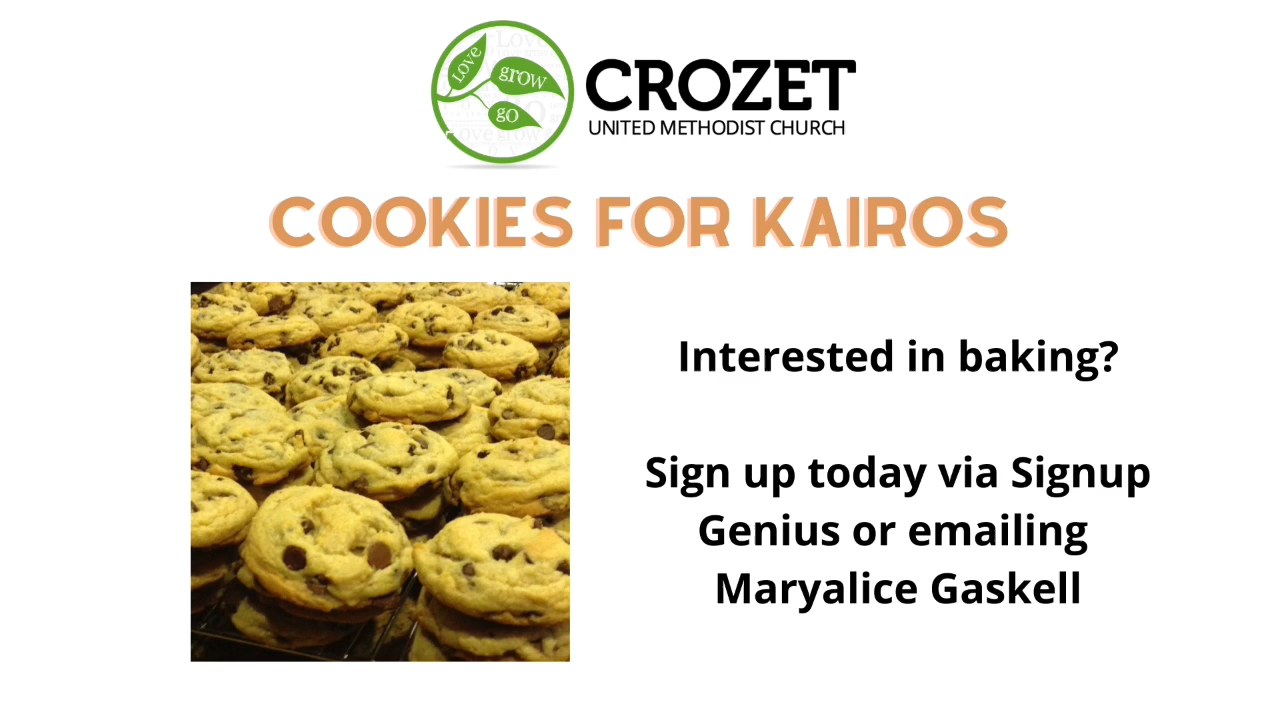 Love
grow
go
CROZET
UNITED METHODIST CHURCH
COOKIES FOR KAIROS
Interested in baking?
Sign up today via Signup
Genius or emailing
Maryalice Gaskell